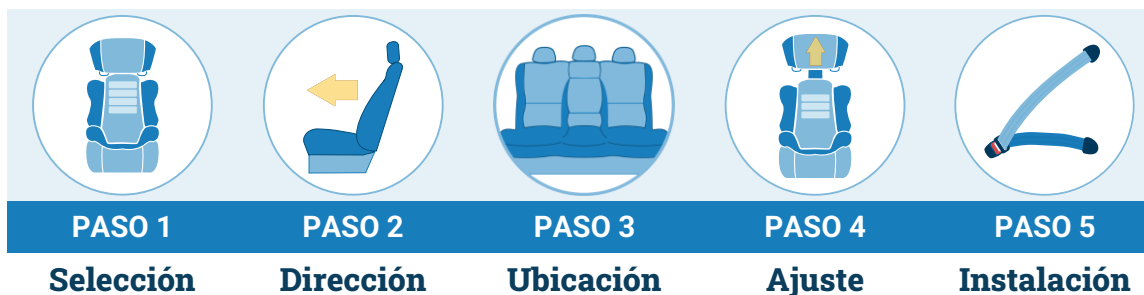 PASO 1
PASO 2
PASO 3
PASO 4
PASO 5
Selección
Dirección
Ubicación
Ajuste
Instalación